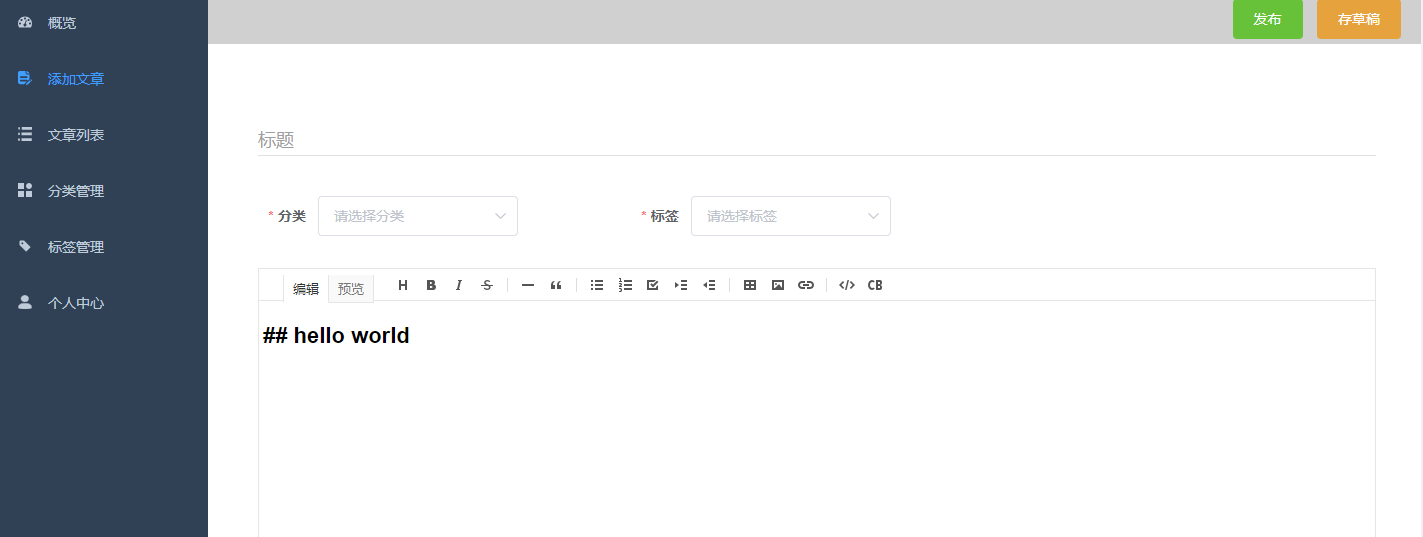 概览
添加文章
文章列表
分类管理
标签管理
个人中心
发布 存草稿
标题
* 分类 请选择分类 * 标签 请选择标签
编辑 预览 H B I S — “ </> CB
## hello world